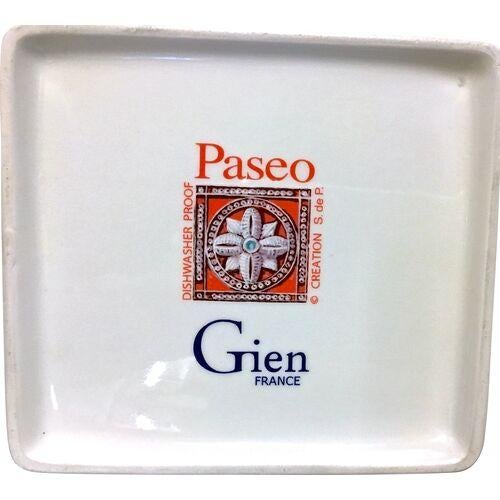 Paseo
DISHWASHER PROOF
© CREATION S. de P.
Gien
FRANCE